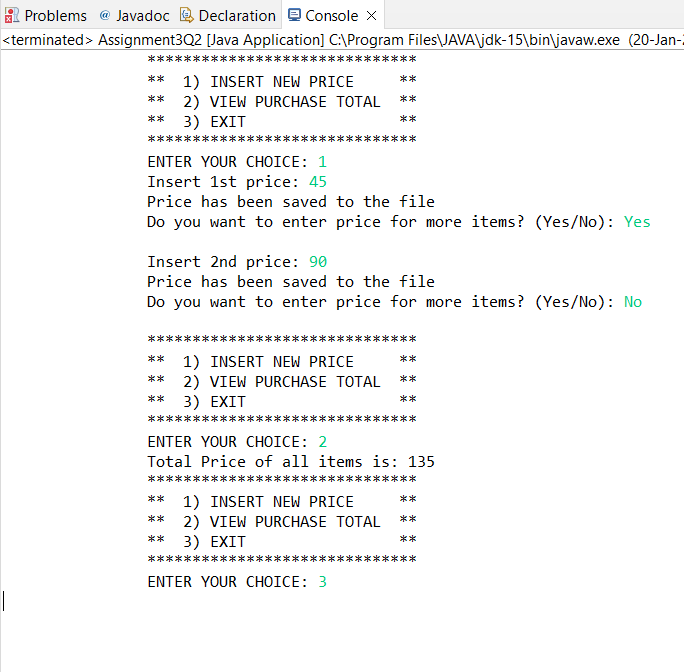 Problems @ Javadoc Declaration Console
<terminated> Assignment3Q2 [Java Application] C:\Program Files\JAVA\jdk-15\bin\javaw.exe (20-Jan-
******************************
** 1) INSERT NEW PRICE **
** 2) VIEW PURCHASE TOTAL **
** 3) EXIT **
******************************
ENTER YOUR CHOICE: 1
Insert 1st price: 45
Price has been saved to the file
Do you want to enter price for more items? (Yes/No): Yes
Insert 2nd price: 90
Price has been saved to the file
Do you want to enter price for more items? (Yes/No): No
******************************
** 1) INSERT NEW PRICE **
** 2) VIEW PURCHASE TOTAL **
** 3) EXIT **
******************************
ENTER YOUR CHOICE: 2
Total Price of all items is: 135
******************************
** 1) INSERT NEW PRICE **
** 2) VIEW PURCHASE TOTAL **
** 3) EXIT **
******************************
ENTER YOUR CHOICE: 3